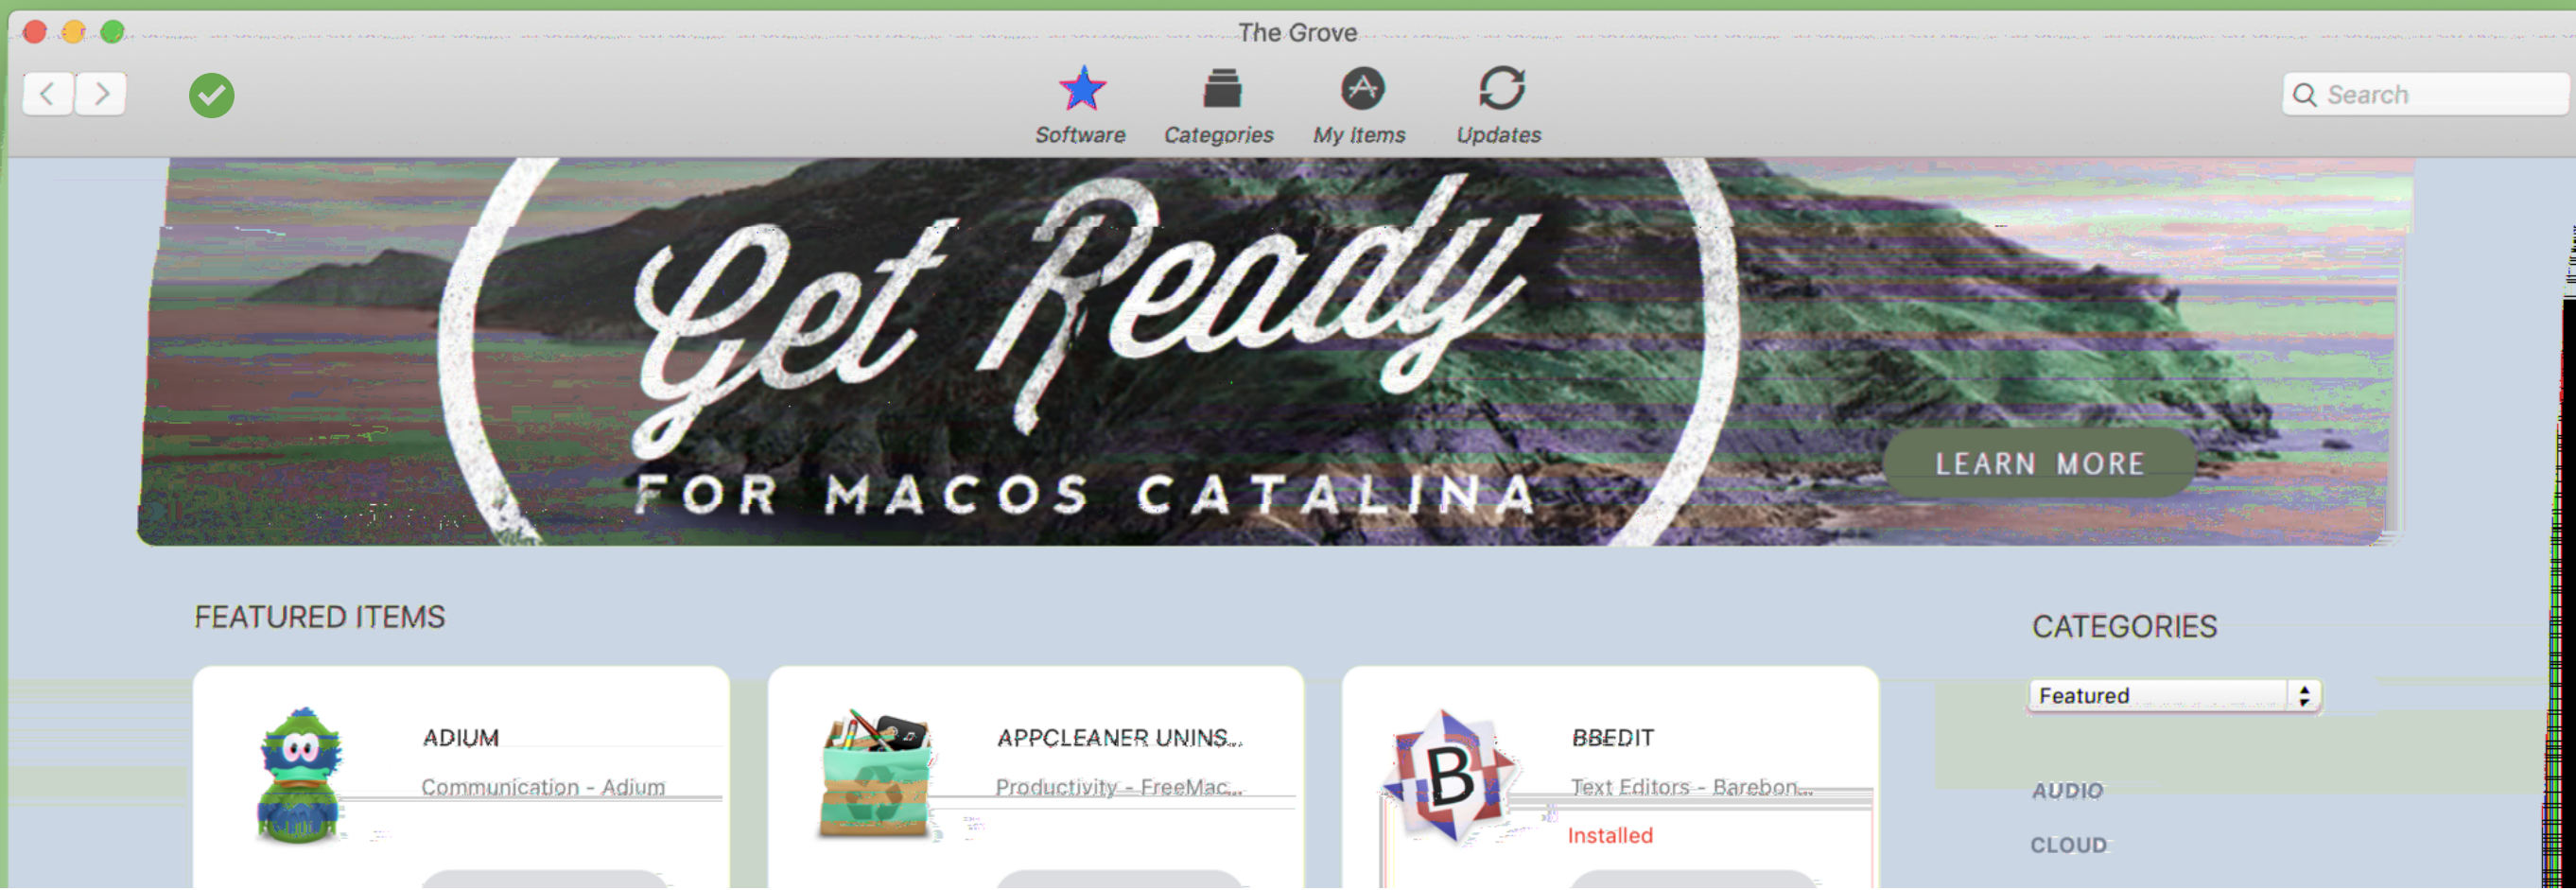 The Grove
Software Categories My Items Updates
Search
Get Ready
FOR MACOS CATALINA
LEARN MORE
FEATURED ITEMS
CATEGORIES
Featured
ADIUM
Communication - Adium
APPCLEANER UNINS...
Productivity - FreeMac...
B
BBEDIT
Text Editors - Barebon...
Installed
AUDIO
CLOUD